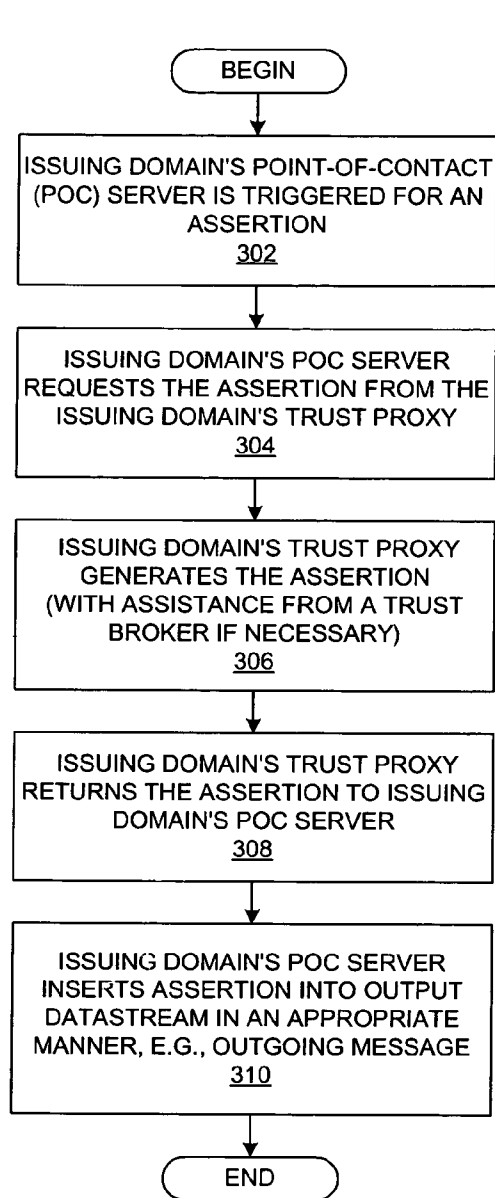 BEGIN
ISSUING DOMAIN'S POINT-OF-CONTACT
(POC) SERVER IS TRIGGERED FOR AN
ASSERTION
302
ISSUING DOMAIN'S POC SERVER
REQUESTS THE ASSERTION FROM THE
ISSUING DOMAIN'S TRUST PROXY
304
ISSUING DOMAIN'S TRUST PROXY
GENERATES THE ASSERTION
(WITH ASSISTANCE FROM A TRUST
BROKER IF NECESSARY)
306
ISSUING DOMAIN'S TRUST PROXY
RETURNS THE ASSERTION TO ISSUING
DOMAIN'S POC SERVER
308
ISSUING DOMAIN'S POC SERVER
INSERTS ASSERTION INTO OUTPUT
DATASTREAM IN AN APPROPRIATE
MANNER, E.G., OUTGOING MESSAGE
310
END